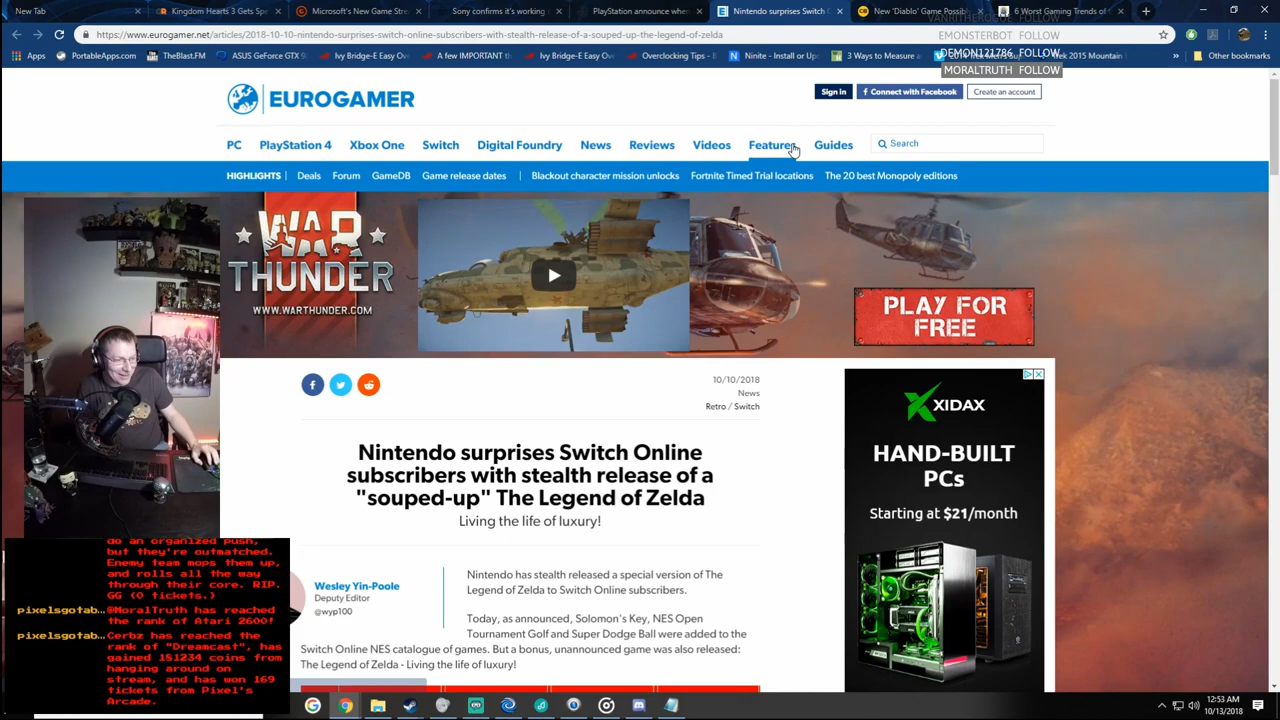 New Tab
Kingdom Hearts 3 Gets Spe
Microsoft's New Game Stre
Sony confirms it's working
PlayStation announce when
Nintendo surprises Switch
New 'Diablo' Game Possibl
6 Worst Gaming Trends of
EMONSTERBOT FOLLOW
https://www.eurogamer.net/articles/2018-10-10-nintendo-surprises-switch-online-subscribers-with-stealth-release-of-a-souped-up-the-legend-of-zelda
DEMON121786 FOLLOW
Apps
PortableApps.com
TheBlast.FM
ASUS GeForce GTX 9
Ivy Bridge-E Easy Ove
A few IMPORTANT th
Ivy Bridge-E Easy Ove
Overclocking Tips - B
Ninite - Install or Up
3 Ways to Measure a
Trek 2015 Mountain
Other bookmarks
MORALTRUTH FOLLOW
EUROGAMER
Sign in
Connect with Facebook
Create an account
PC
PlayStation 4
Xbox One
Switch
Digital Foundry
News
Reviews
Videos
Features
Guides
Search
HIGHLIGHTS
Deals
Forum
GameDB
Game release dates
Blackout character mission unlocks
Fortnite Timed Trial locations
The 20 best Monopoly editions
WAR
THUNDER
WWW.WARTHUNDER.COM
PLAY FOR
FREE
10/10/2018
News
Retro / Switch
Nintendo surprises Switch Online
subscribers with stealth release of a
"souped-up" The Legend of Zelda
Living the life of luxury!
Wesley Yin-Poole
Deputy Editor
@wyp100
Nintendo has stealth released a special version of The
Legend of Zelda to Switch Online subscribers.
Today, as announced, Solomon's Key, NES Open
Tournament Golf and Super Dodge Ball were added to the
Switch Online NES catalogue of games. But a bonus, unannounced game was also released:
The Legend of Zelda - Living the life of luxury!
XIDAX
HAND-BUILT
PCs
Starting at $21/month
do an organized push,
but they're outmatched.
Enemy team mops them up,
and rolls all the way
through their core. RIP.
GG (0 tickets.)
pixelsgotab… @MoralTruth has reached
the rank of Atari 2600!
pixelsgotab… Cerbz has reached the
rank of "Dreamcast", has
gained 181234 coins from
hanging around on
stream, and has won 169
tickets from Pixel's
Arcade.
12:53 AM
10/13/2018